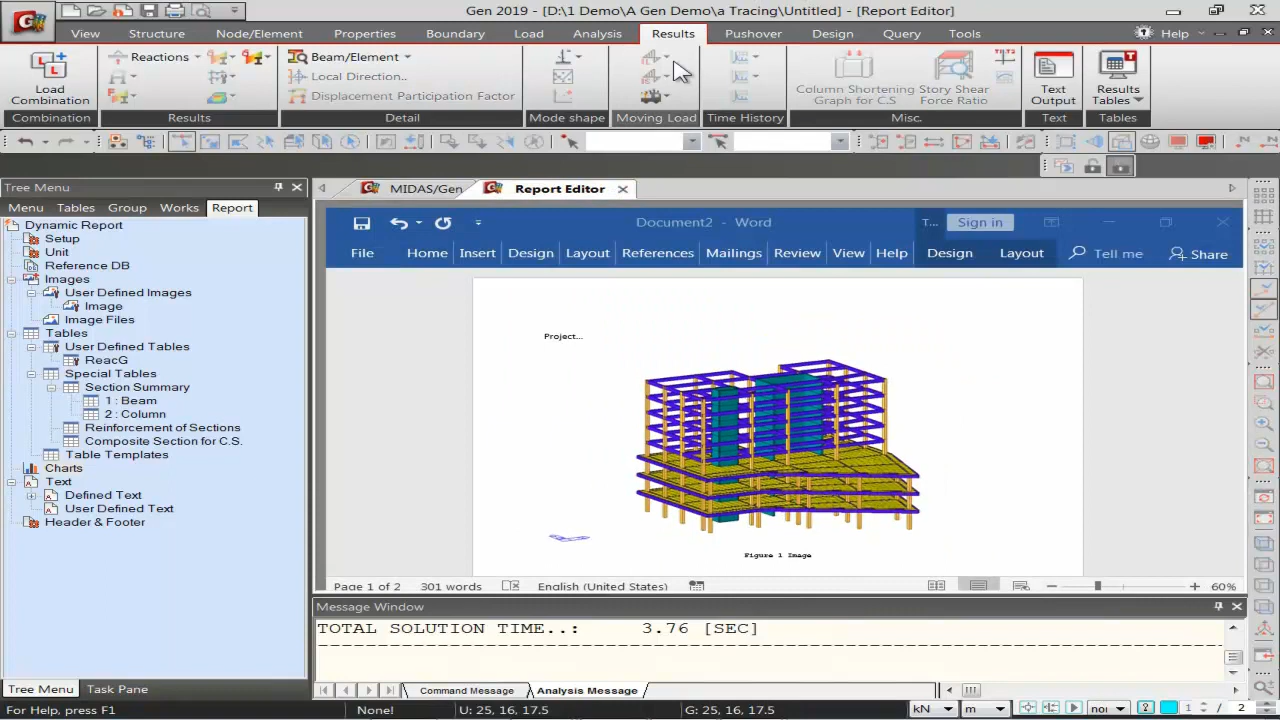 Gen 2019 - [D:\1 Demo\A Gen Demo\a Tracing\Untitled] - [Report Editor]
View Structure Node/Element Properties Boundary Load Analysis Results Pushover Design Query Tools Help
Reactions Beam/Element
Local Direction..
Displacement Participation Factor
Load Combination
Column Shortening Graph for C.S
Story Shear Force Ratio
Text Output
Results Tables
Combination Results Detail Mode shape Moving Load Time History Misc. Text Tables
Tree Menu
MIDAS/Gen Report Editor
Menu Tables Group Works Report
Dynamic Report
Setup
Unit
Reference DB
Images
User Defined Images
Image
Image Files
Tables
User Defined Tables
ReacG
Special Tables
Section Summary
1 : Beam
2 : Column
Reinforcement of Sections
Composite Section for C.S.
Table Templates
Charts
Text
Defined Text
User Defined Text
Header & Footer
Document2 - Word T... Sign in
File Home Insert Design Layout References Mailings Review View Help Design Layout Tell me Share
Project...
Figure 1 Image
Page 1 of 2 301 words English (United States) 60%
Message Window
TOTAL SOLUTION TIME..: 3.76 [SEC]
Command Message Analysis Message
Tree Menu Task Pane
For Help, press F1 None! U: 25, 16, 17.5 G: 25, 16, 17.5 kN m nor 1 / 2